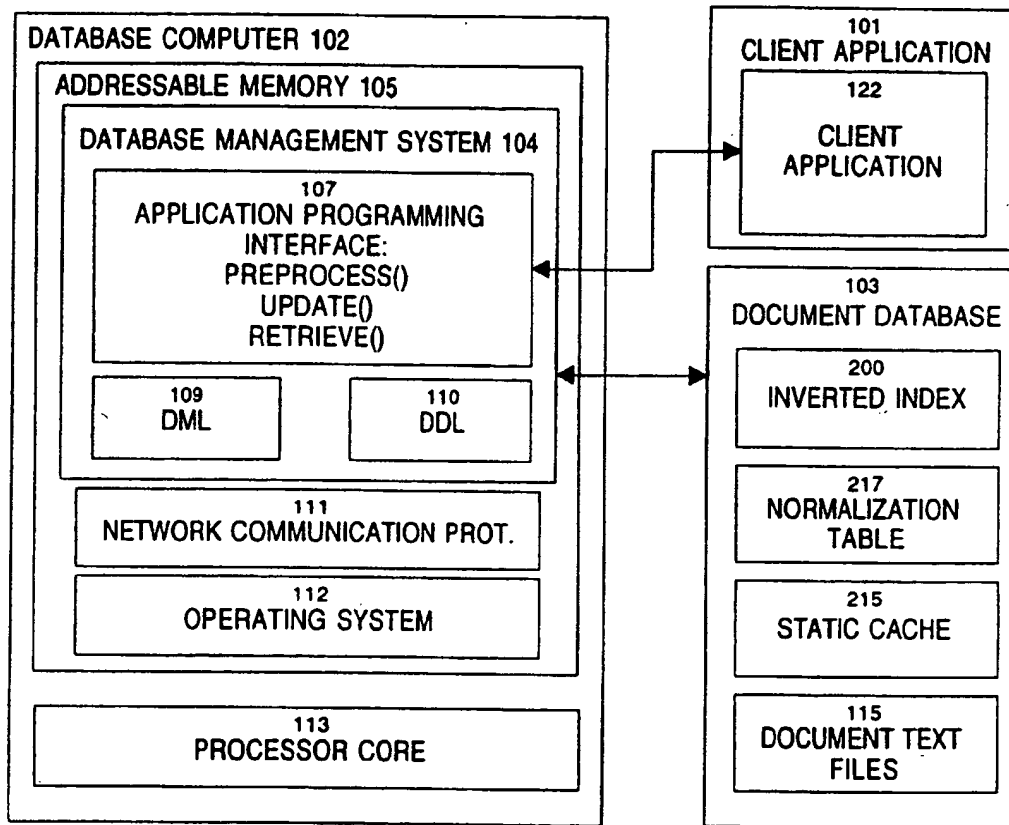 DATABASE COMPUTER 102
ADDRESSABLE MEMORY 105
DATABASE MANAGEMENT SYSTEM 104
107
APPLICATION PROGRAMMING
INTERFACE:
PREPROCESS()
UPDATE()
RETRIEVE()
109
DML
110
DDL
111
NETWORK COMMUNICATION PROT.
112
OPERATING SYSTEM
113
PROCESSOR CORE
101
CLIENT APPLICATION
122
CLIENT
APPLICATION
103
DOCUMENT DATABASE
200
INVERTED INDEX
217
NORMALIZATION
TABLE
215
STATIC CACHE
115
DOCUMENT TEXT
FILES